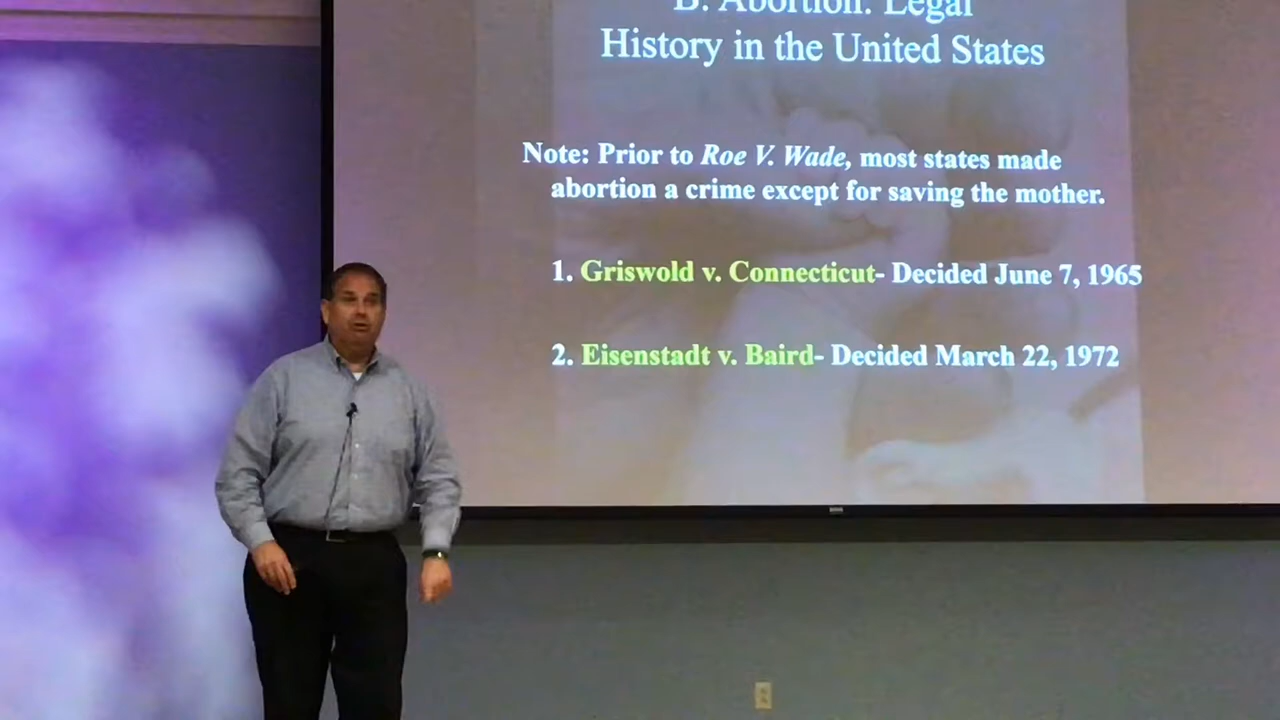 B. Abortion: Legal
History in the United States
Note: Prior to Roe V. Wade, most states made
abortion a crime except for saving the mother.
1. Griswold v. Connecticut- Decided June 7, 1965
2. Eisenstadt v. Baird- Decided March 22, 1972